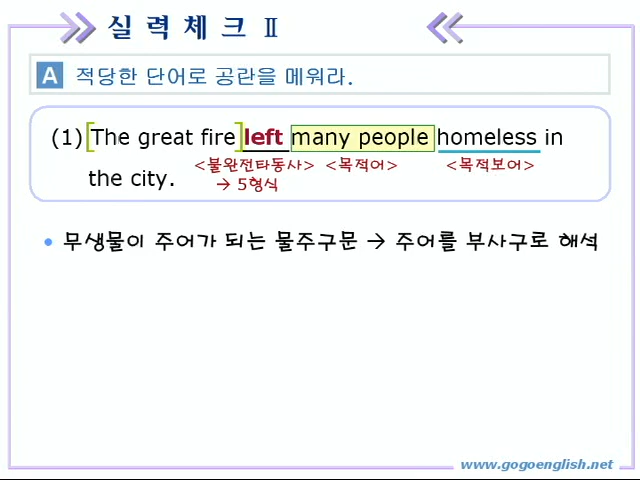 실 력 체 크 Ⅱ
A 적당한 단어로 공란을 메워라.
(1) [The great fire] left many people homeless in
<불완전타동사> <목적어> <목적보어>
→ 5형식
the city.
• 무생물이 주어가 되는 물주구문 → 주어를 부사구로 해석
www.gogoenglish.net